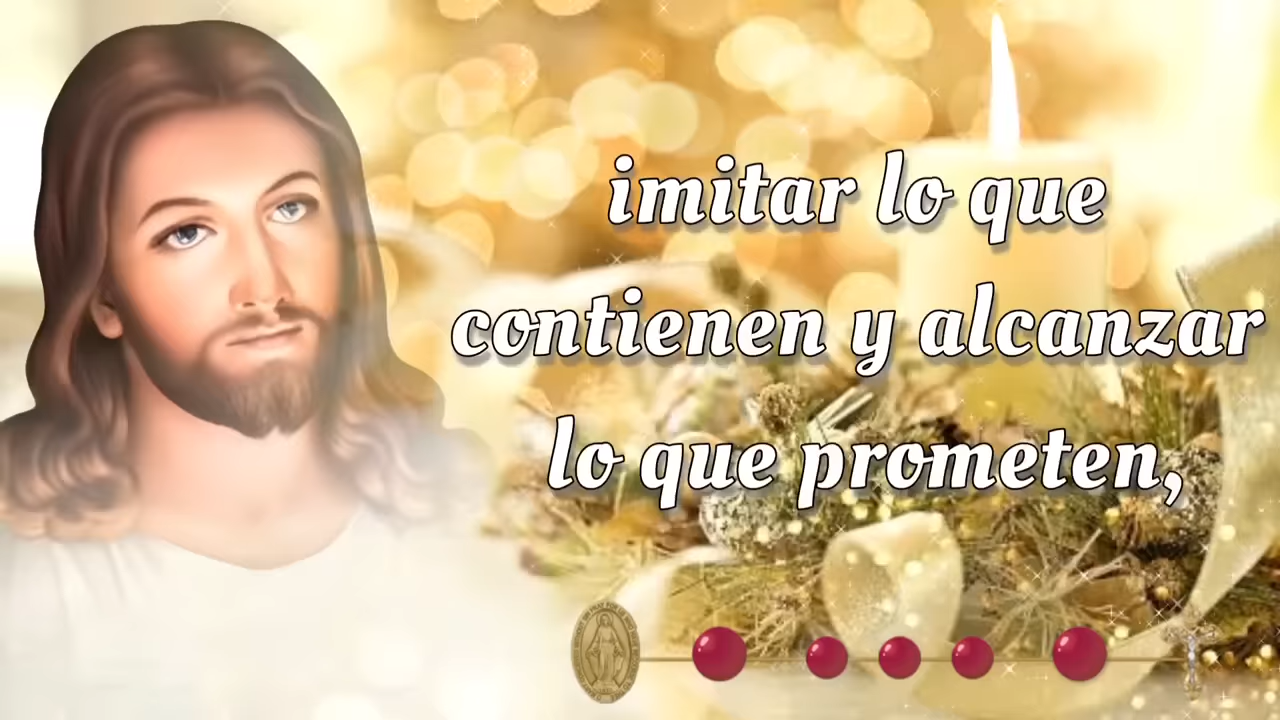 imitar lo que
contienen y alcanzar
lo que prometen,